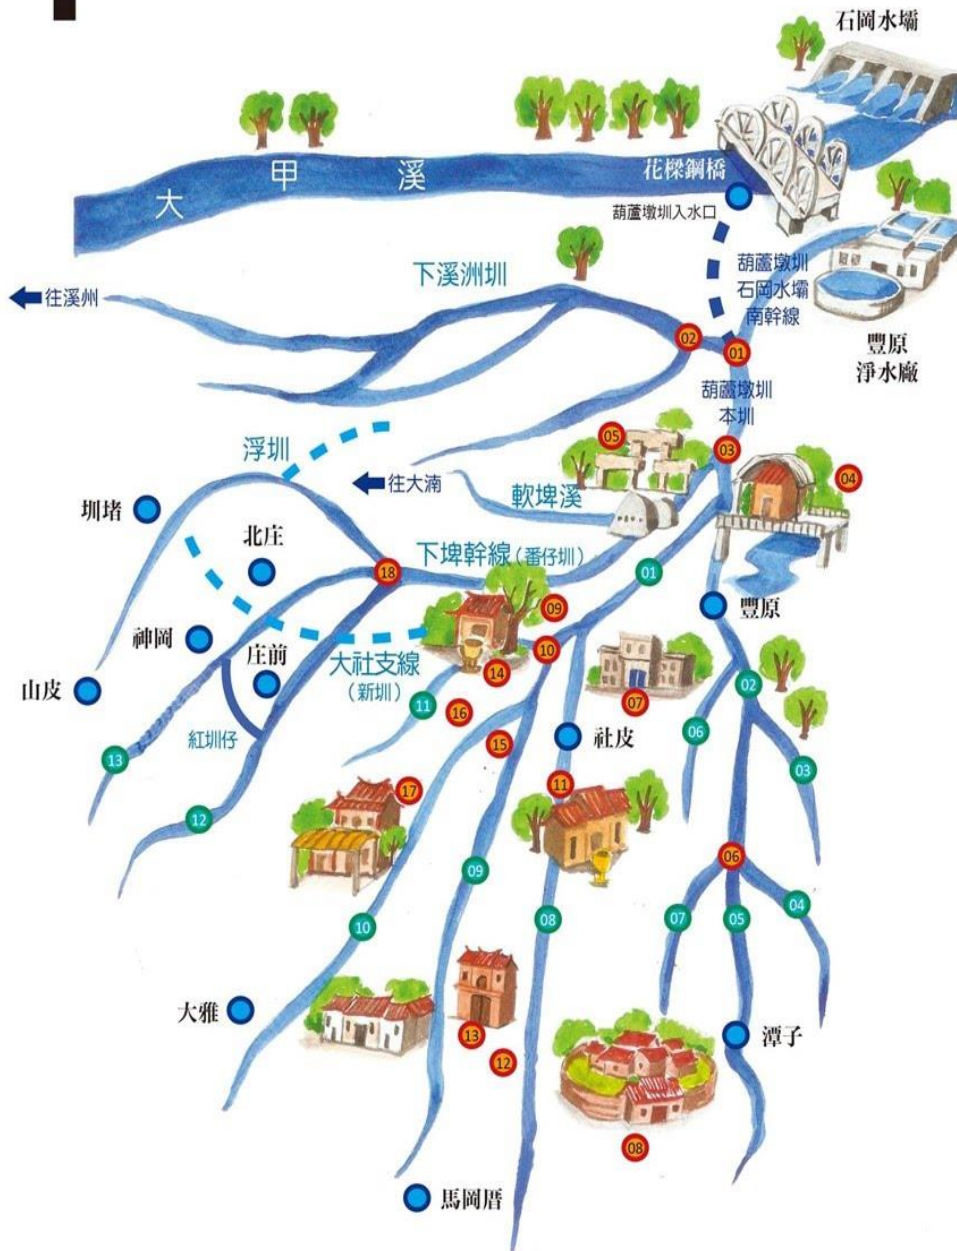 石岡水壩
花樑鋼橋
大甲溪
葫蘆墩圳入水口
下溪洲圳
葫蘆墩圳
石岡水壩
南幹線
往溪州
豐原
淨水廠
02
01
葫蘆墩圳
本圳
浮圳
05
03
04
往大湳
軟埤溪
圳堵
北庄
下埤幹線(番仔圳)
18
01
09
豐原
神岡
庄前
大社支線
(新圳)
10
14
山皮
11
16
07
02
06
紅圳仔
15
社皮
13
03
17
11
12
06
09
10
08
07
05
04
大雅
13
12
潭子
08
馬岡厝